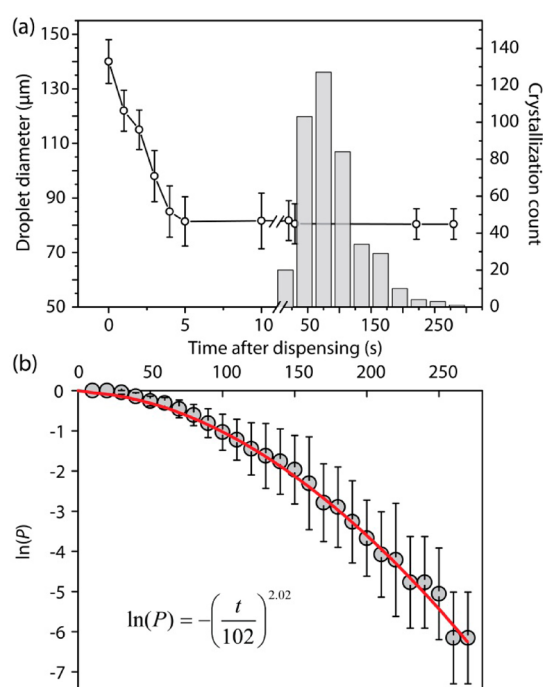 (a)
150
130
110
90
70
50
Droplet diameter (µm)
140
120
100
80
60
40
20
0
Crystallization count
0 5 10 50 150 250
Time after dispensing (s)
(b)
0 50 100 150 200 250
0
-1
-2
-3
-4
-5
-6
-7
ln(P)
ln(P) = −(t/102)^2.02